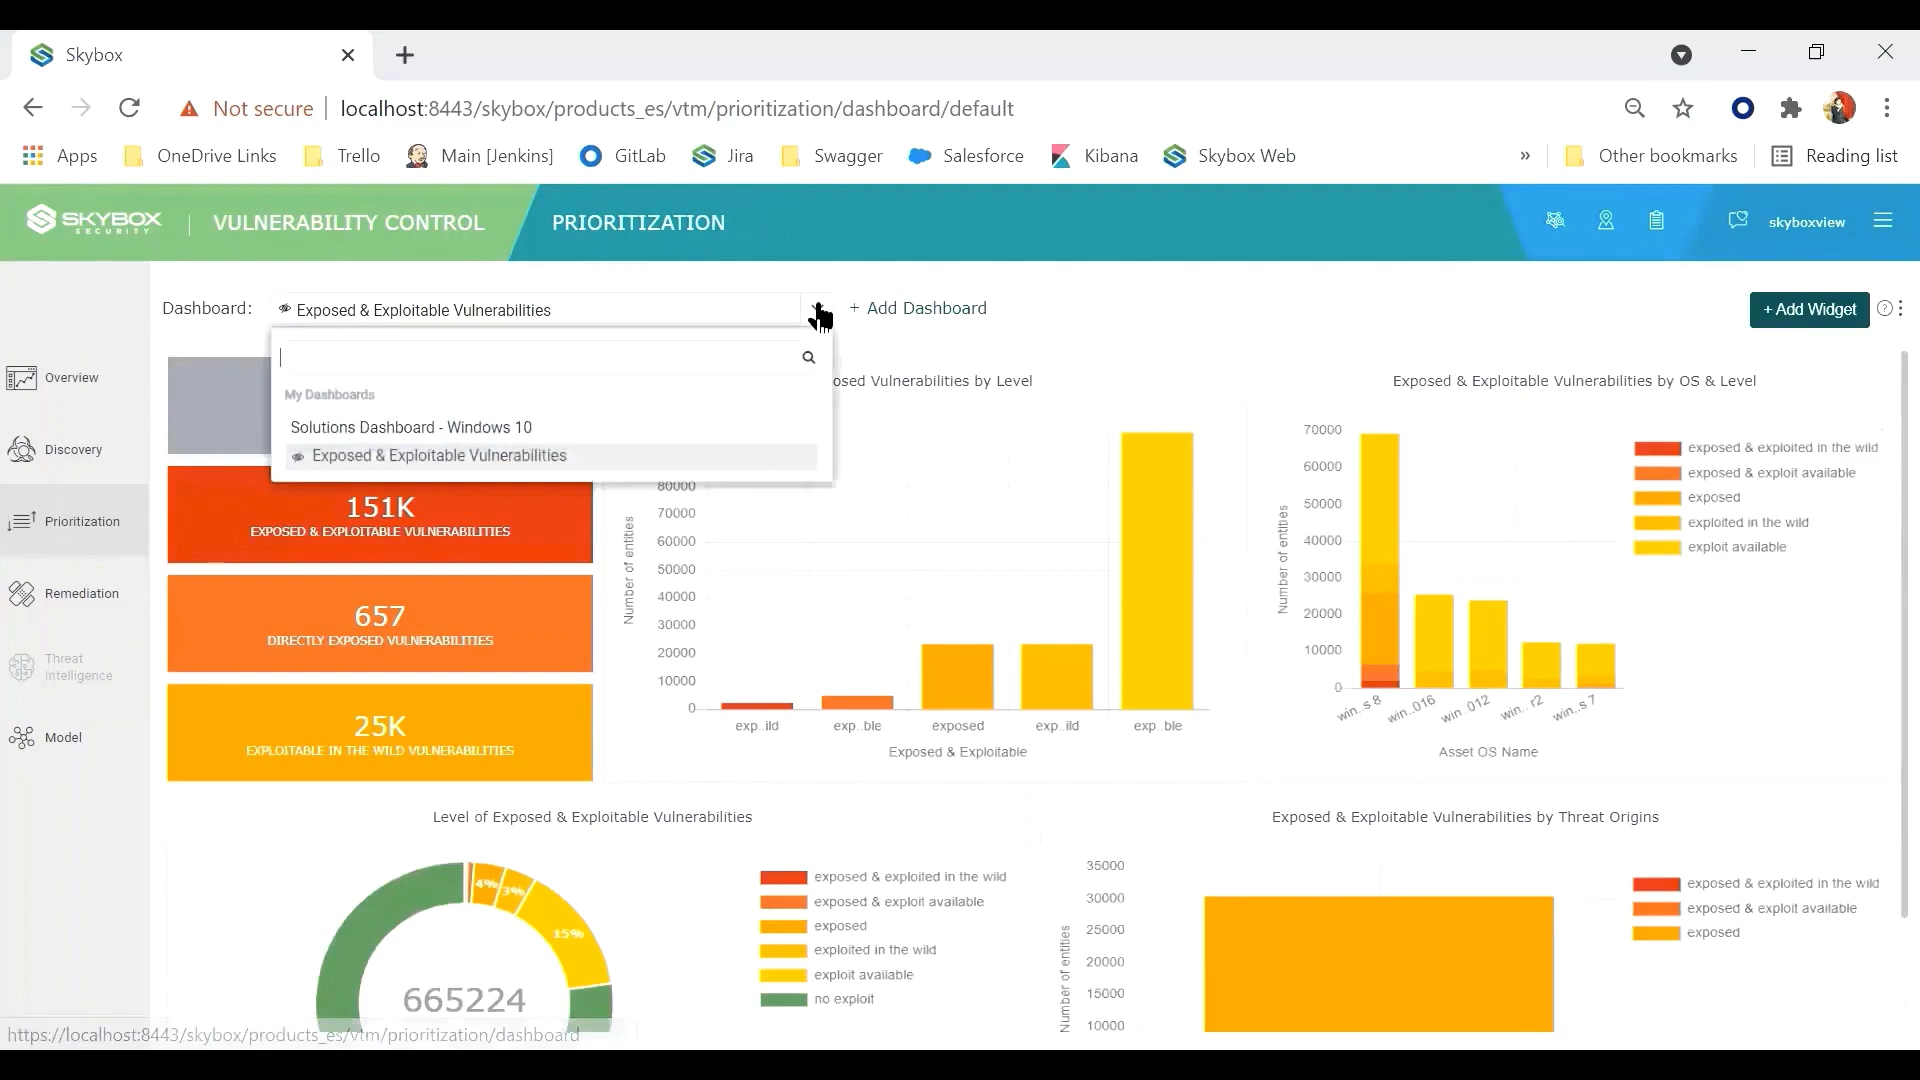 Skybox
Not secure
localhost:8443/skybox/products_es/vtm/prioritization/dashboard/default
Apps
OneDrive Links
Trello
Main [Jenkins]
GitLab
Jira
Swagger
Salesforce
Kibana
Skybox Web
»
Other bookmarks
Reading list
SKYBOX
SECURITY
VULNERABILITY CONTROL
PRIORITIZATION
skyboxview
Dashboard:
Exposed & Exploitable Vulnerabilities
+ Add Dashboard
+ Add Widget
My Dashboards
Solutions Dashboard - Windows 10
Exposed & Exploitable Vulnerabilities
Overview
Discovery
Prioritization
Remediation
Threat
Intelligence
Model
151K
EXPOSED & EXPLOITABLE VULNERABILITIES
657
DIRECTLY EXPOSED VULNERABILITIES
25K
EXPLOITABLE IN THE WILD VULNERABILITIES
osed Vulnerabilities by Level
Number of entities
80000
70000
60000
50000
40000
30000
20000
10000
0
exp..ild
exp..ble
exposed
exp..ild
exp..ble
Exposed & Exploitable
Exposed & Exploitable Vulnerabilities by OS & Level
Number of entities
70000
60000
50000
40000
30000
20000
10000
0
win..s 8
win..016
win..012
win.. r2
win..s 7
Asset OS Name
exposed & exploited in the wild
exposed & exploit available
exposed
exploited in the wild
exploit available
Level of Exposed & Exploitable Vulnerabilities
4%
3%
15%
665224
exposed & exploited in the wild
exposed & exploit available
exposed
exploited in the wild
exploit available
no exploit
Exposed & Exploitable Vulnerabilities by Threat Origins
Number of entities
35000
30000
25000
20000
15000
10000
exposed & exploited in the wild
exposed & exploit available
exposed
https://localhost:8443/skybox/products_es/vtm/prioritization/dashboard